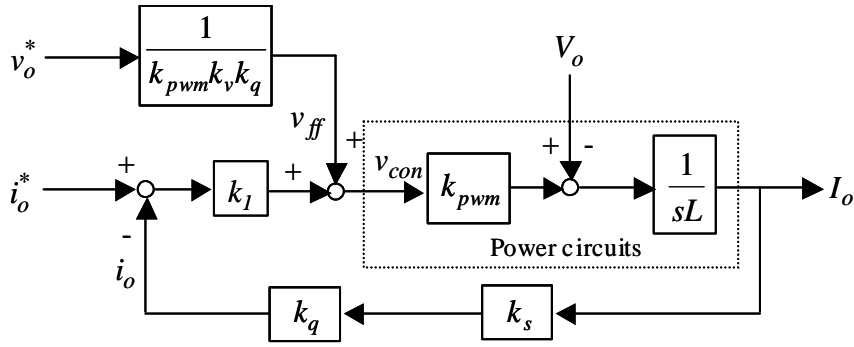 1
k_pwm k_v k_q
v_o^*
V_o
v_ff
+
+
v_con
+
-
i_o^*
+
k_1
k_pwm
1
sL
I_o
-
i_o
Power circuits
k_q
k_s